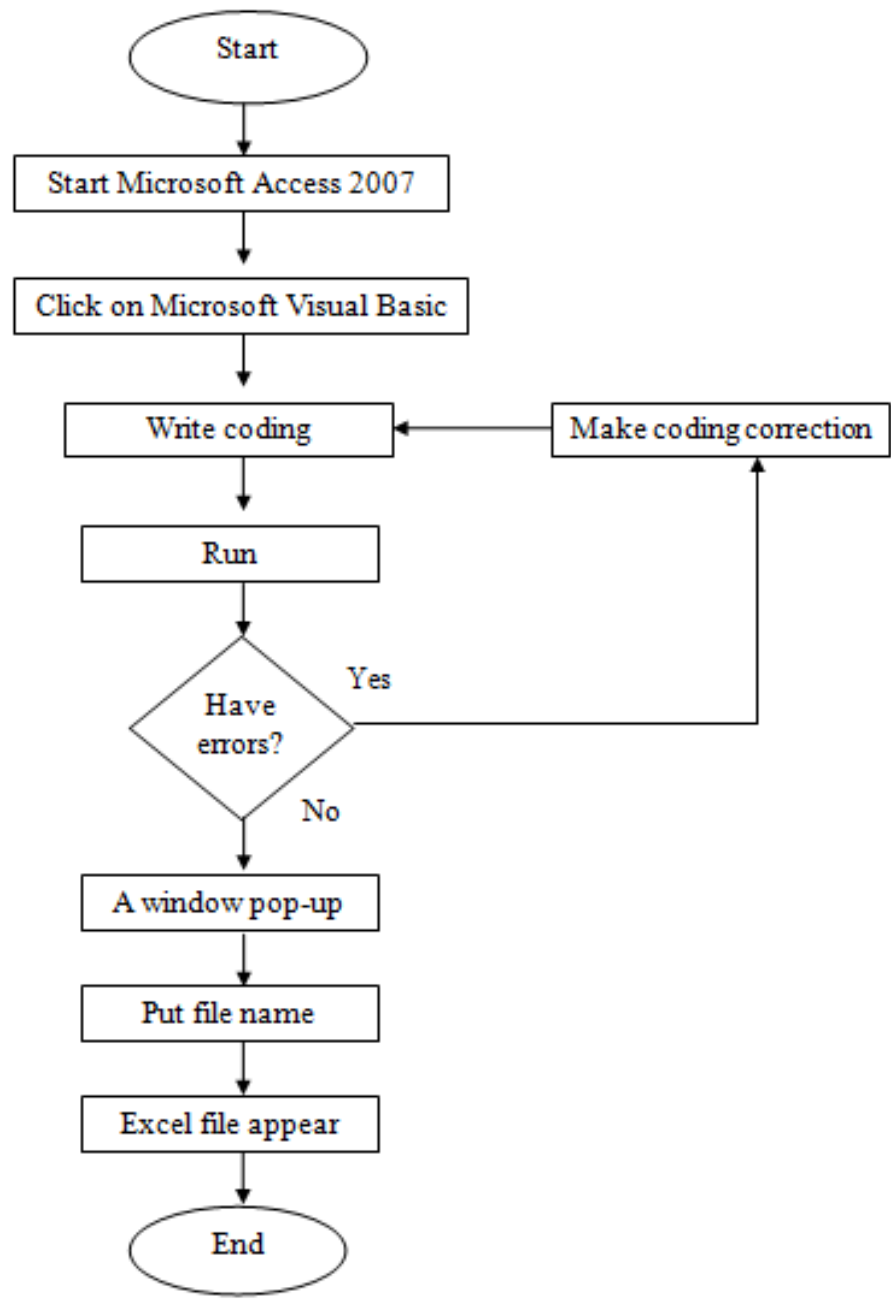 Start
Start Microsoft Access 2007
Click on Microsoft Visual Basic
Write coding
Make coding correction
Run
Have
errors?
Yes
No
A window pop-up
Put file name
Excel file appear
End